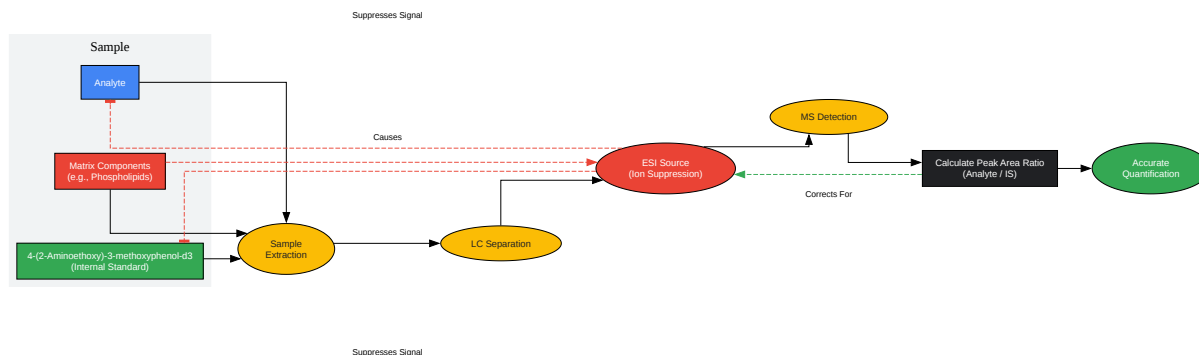 Suppresses Signal
Sample
Analyte
Causes
MS Detection
Matrix Components
(e.g., Phospholipids)
ESI Source
(Ion Suppression)
Calculate Peak Area Ratio
(Analyte / IS)
Accurate
Quantification
Corrects For
4-(2-Aminoethoxy)-3-methoxyphenol-d3
(Internal Standard)
Sample
Extraction
LC Separation
Suppresses Signal